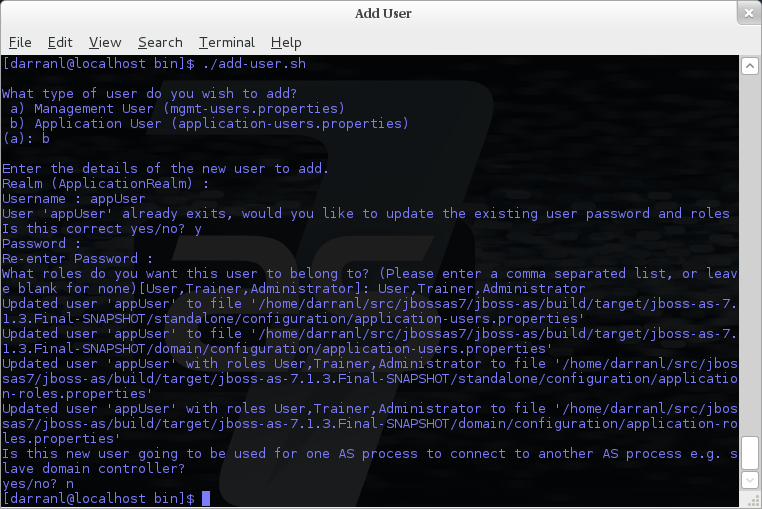 Add User
File Edit View Search Terminal Help
[darranl@localhost bin]$ ./add-user.sh
What type of user do you wish to add?
a) Management User (mgmt-users.properties)
b) Application User (application-users.properties)
(a): b
Enter the details of the new user to add.
Realm (ApplicationRealm) :
Username : appUser
User 'appUser' already exits, would you like to update the existing user password and roles
Is this correct yes/no? y
Password :
Re-enter Password :
What roles do you want this user to belong to? (Please enter a comma separated list, or leav
e blank for none)[User,Trainer,Administrator]: User,Trainer,Administrator
Updated user 'appUser' to file '/home/darranl/src/jbossas7/jboss-as/build/target/jboss-as-7.
1.3.Final-SNAPSHOT/standalone/configuration/application-users.properties'
Updated user 'appUser' to file '/home/darranl/src/jbossas7/jboss-as/build/target/jboss-as-7.
1.3.Final-SNAPSHOT/domain/configuration/application-users.properties'
Updated user 'appUser' with roles User,Trainer,Administrator to file '/home/darranl/src/jbos
sas7/jboss-as/build/target/jboss-as-7.1.3.Final-SNAPSHOT/standalone/configuration/applicatio
n-roles.properties'
Updated user 'appUser' with roles User,Trainer,Administrator to file '/home/darranl/src/jbos
sas7/jboss-as/build/target/jboss-as-7.1.3.Final-SNAPSHOT/domain/configuration/application-ro
les.properties'
Is this new user going to be used for one AS process to connect to another AS process e.g. s
lave domain controller?
yes/no? n
[darranl@localhost bin]$